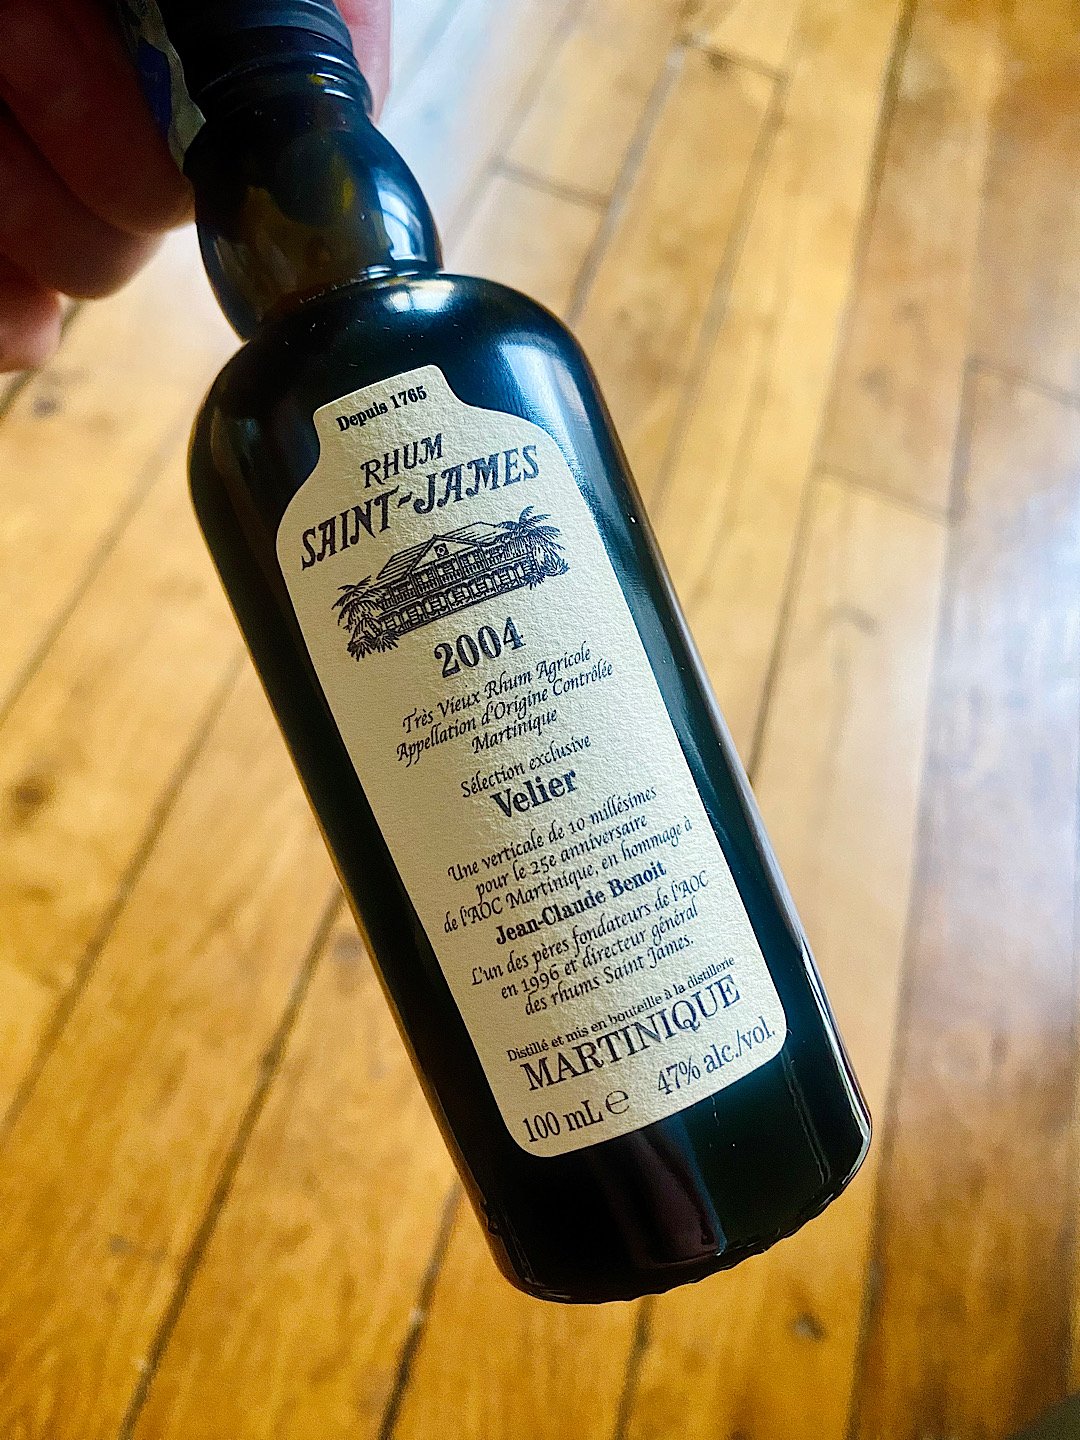 Depuis 1765
RHUM
SAINT-JAMES
2004
Très Vieux Rhum Agricole
Appellation d'Origine Contrôlée
Martinique
Sélection exclusive
Velier
Une verticale de 10 millésimes
pour le 25e anniversaire
de l'AOC Martinique, en hommage à
Jean-Claude Benoit
L'un des pères fondateurs de l'AOC
en 1996 et directeur général
des rhums Saint James.
Distillé et mis en bouteille à la distillerie
MARTINIQUE
100 mL ℮ 47% alc./vol.